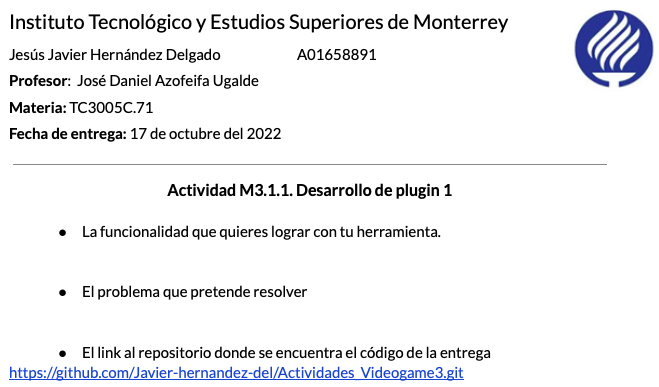 Instituto Tecnológico y Estudios Superiores de Monterrey
Jesús Javier Hernández Delgado A01658891
Profesor: José Daniel Azofeifa Ugalde
Materia: TC3005C.71
Fecha de entrega: 17 de octubre del 2022
Actividad M3.1.1. Desarrollo de plugin 1
● La funcionalidad que quieres lograr con tu herramienta.
● El problema que pretende resolver
● El link al repositorio donde se encuentra el código de la entrega
https://github.com/Javier-hernandez-del/Actividades_Videogame3.git